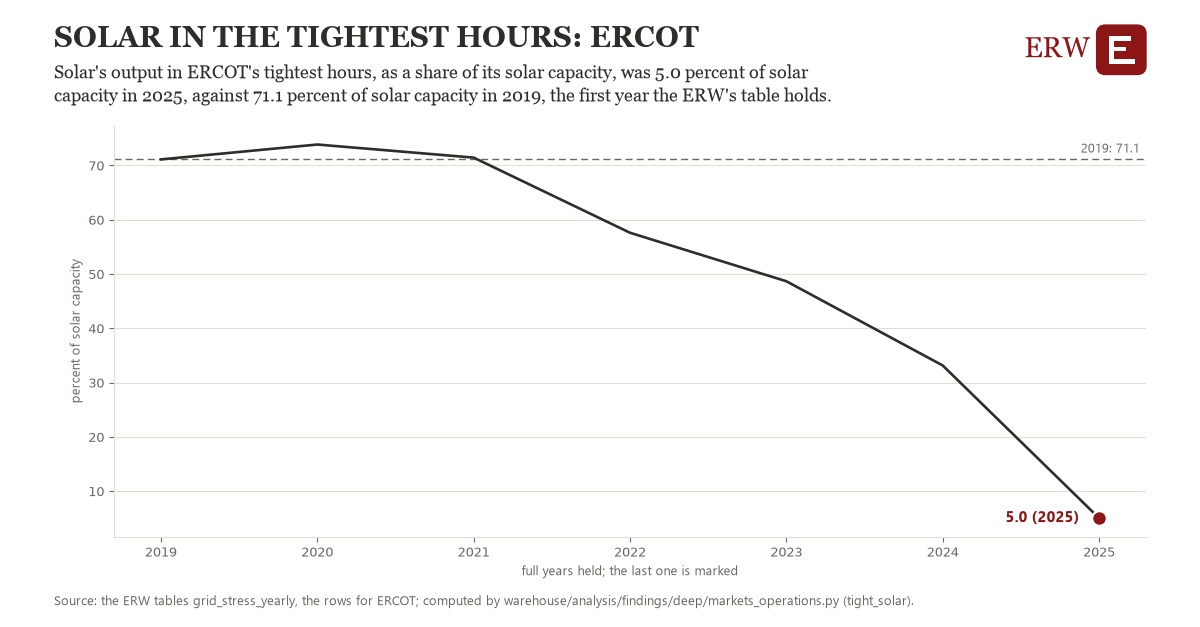 SOLAR IN THE TIGHTEST HOURS: ERCOT
ERW E
Solar's output in ERCOT's tightest hours, as a share of its solar capacity, was 5.0 percent of solar
capacity in 2025, against 71.1 percent of solar capacity in 2019, the first year the ERW's table holds.
2019: 71.1
70
60
50
40
30
20
10
percent of solar capacity
5.0 (2025)
2019 2020 2021 2022 2023 2024 2025
full years held; the last one is marked
Source: the ERW tables grid_stress_yearly, the rows for ERCOT; computed by warehouse/analysis/findings/deep/markets_operations.py (tight_solar).